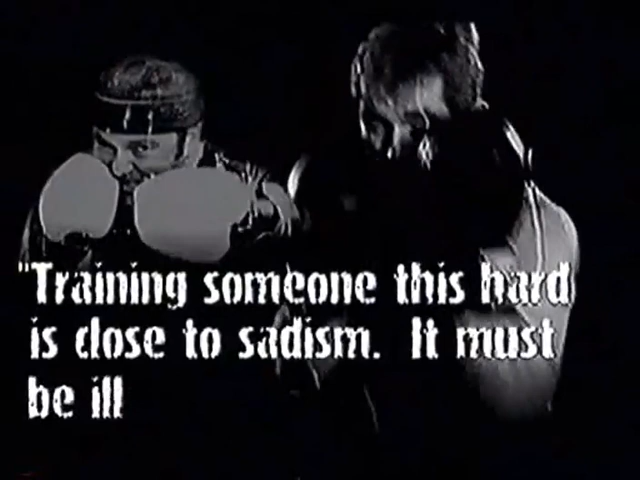 "Training someone this hard
is close to sadism. It must
be ill